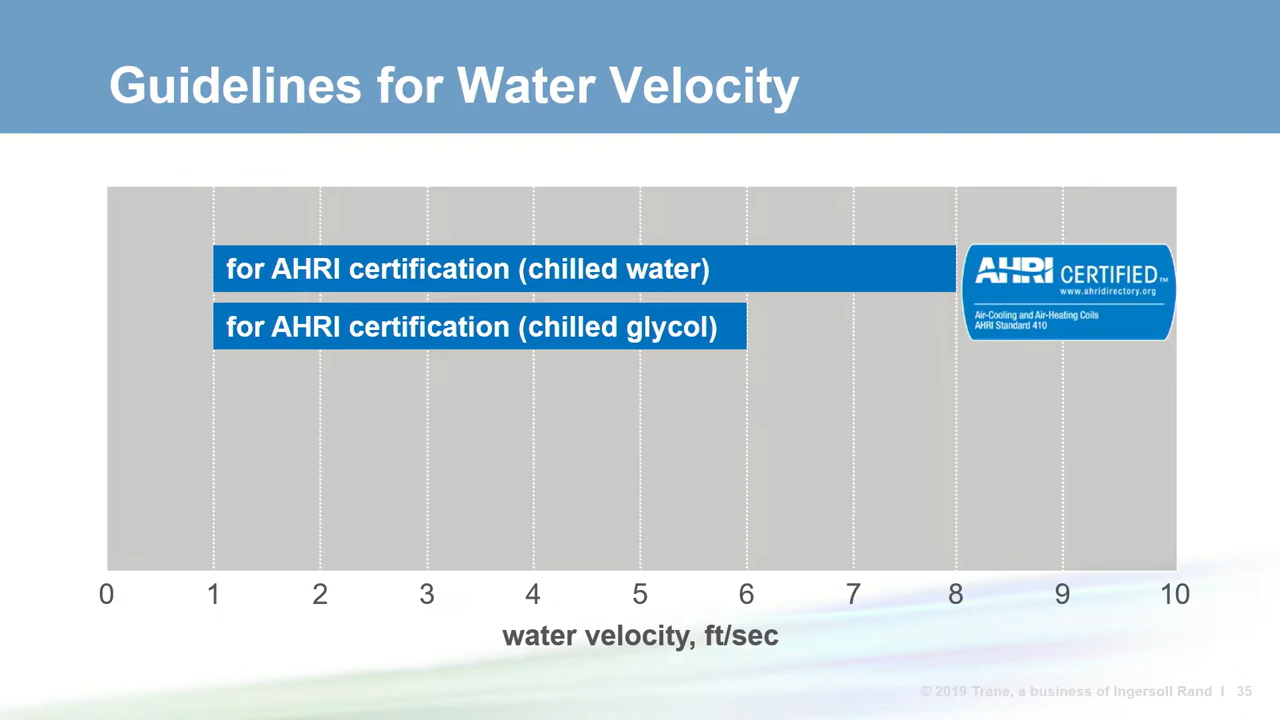 Guidelines for Water Velocity
for AHRI certification (chilled water)
for AHRI certification (chilled glycol)
AHRI CERTIFIED™
www.ahridirectory.org
Air-Cooling and Air-Heating Coils
AHRI Standard 410
0 1 2 3 4 5 6 7 8 9 10
water velocity, ft/sec
© 2019 Trane, a business of Ingersoll Rand I 35